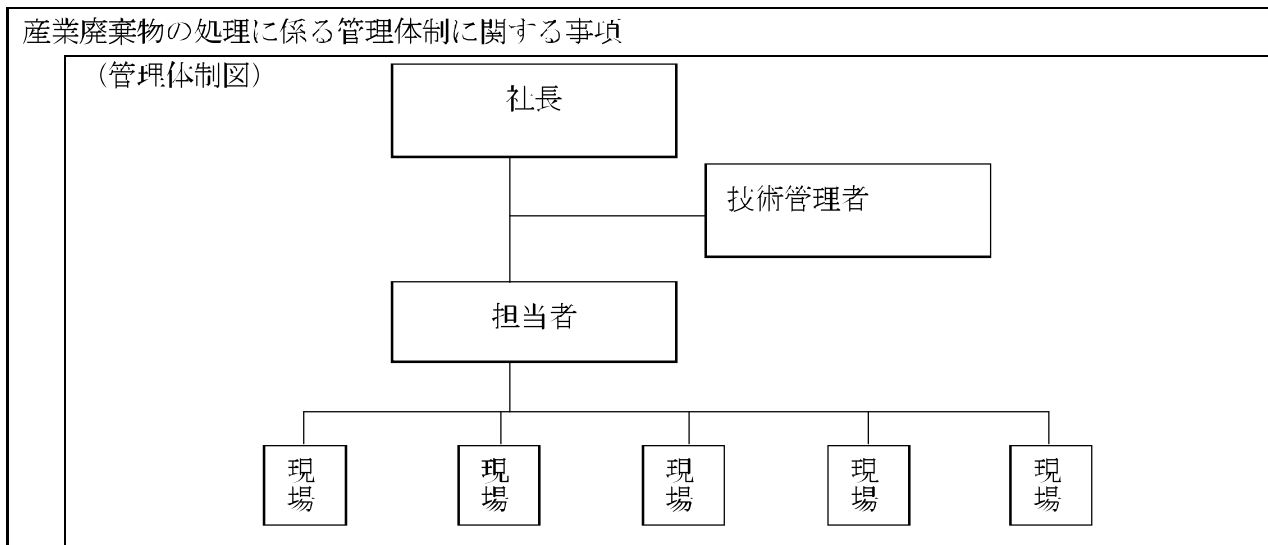 産業廃棄物の処理に係る管理体制に関する事項
（管理体制図）
社長
技術管理者
担当者
現場
現場
現場
現場
現場